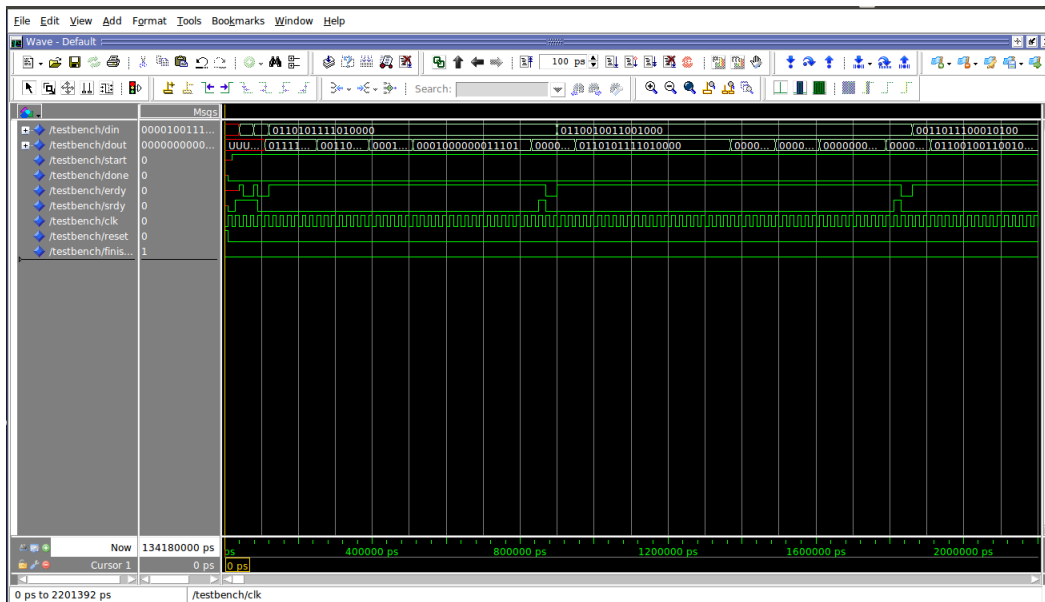 File Edit View Add Format Tools Bookmarks Window Help
Wave - Default
100 ps
Search:
Msgs
/testbench/din 0000100111... 0110101111010000 0110010011001000 0011011100010100
/testbench/dout 0000000000... UUU... 01111... 00110... 0001... 0001000000011101 0000... 0110101111010000 0000... 0000... 0000000... 0000... 01100100110010...
/testbench/start 0
/testbench/done 0
/testbench/erdy 0
/testbench/srdy 0
/testbench/clk 0
/testbench/reset 0
/testbench/finis... 1
Now 134180000 ps ps 400000 ps 800000 ps 1200000 ps 1600000 ps 2000000 ps
Cursor 1 0 ps 0 ps
0 ps to 2201392 ps /testbench/clk